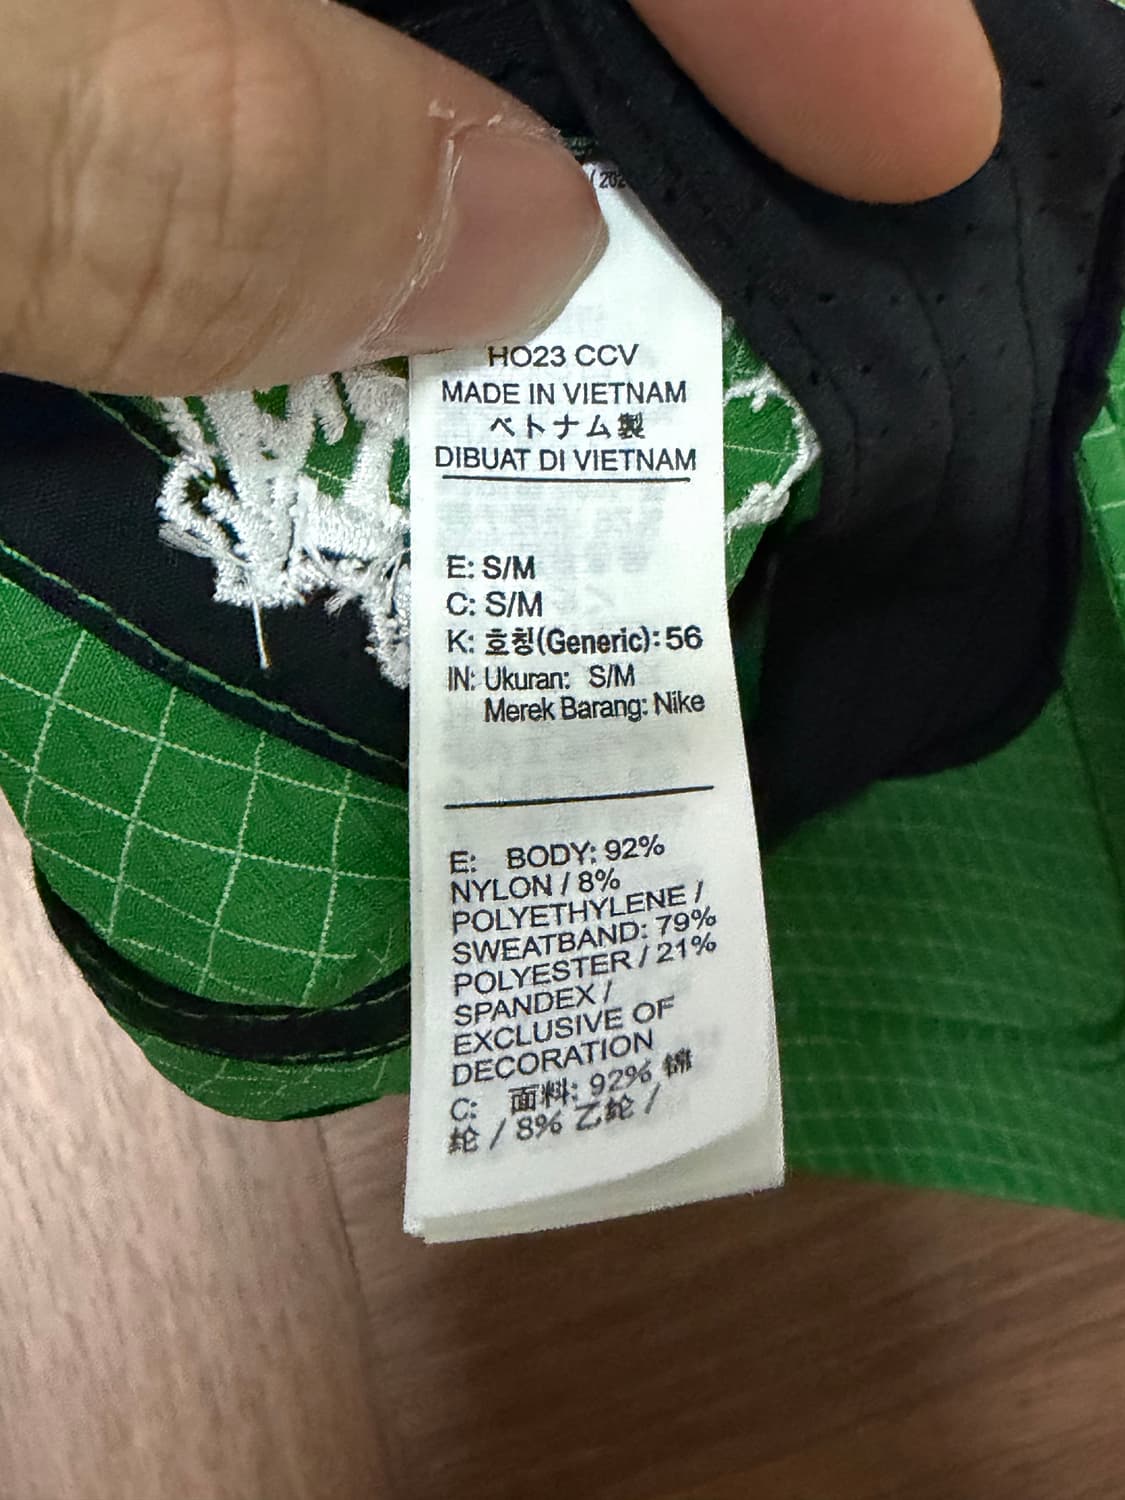 HO23 CCV
MADE IN VIETNAM
ベトナム製
DIBUAT DI VIETNAM
E: S/M
C: S/M
K: 호칭(Generic): 56
IN: Ukuran: S/M
Merek Barang: Nike
E: BODY: 92%
NYLON / 8%
POLYETHYLENE /
SWEATBAND: 79%
POLYESTER / 21%
SPANDEX /
EXCLUSIVE OF
DECORATION
C: 面料: 92% 锦
纶 / 8% 乙纶 /